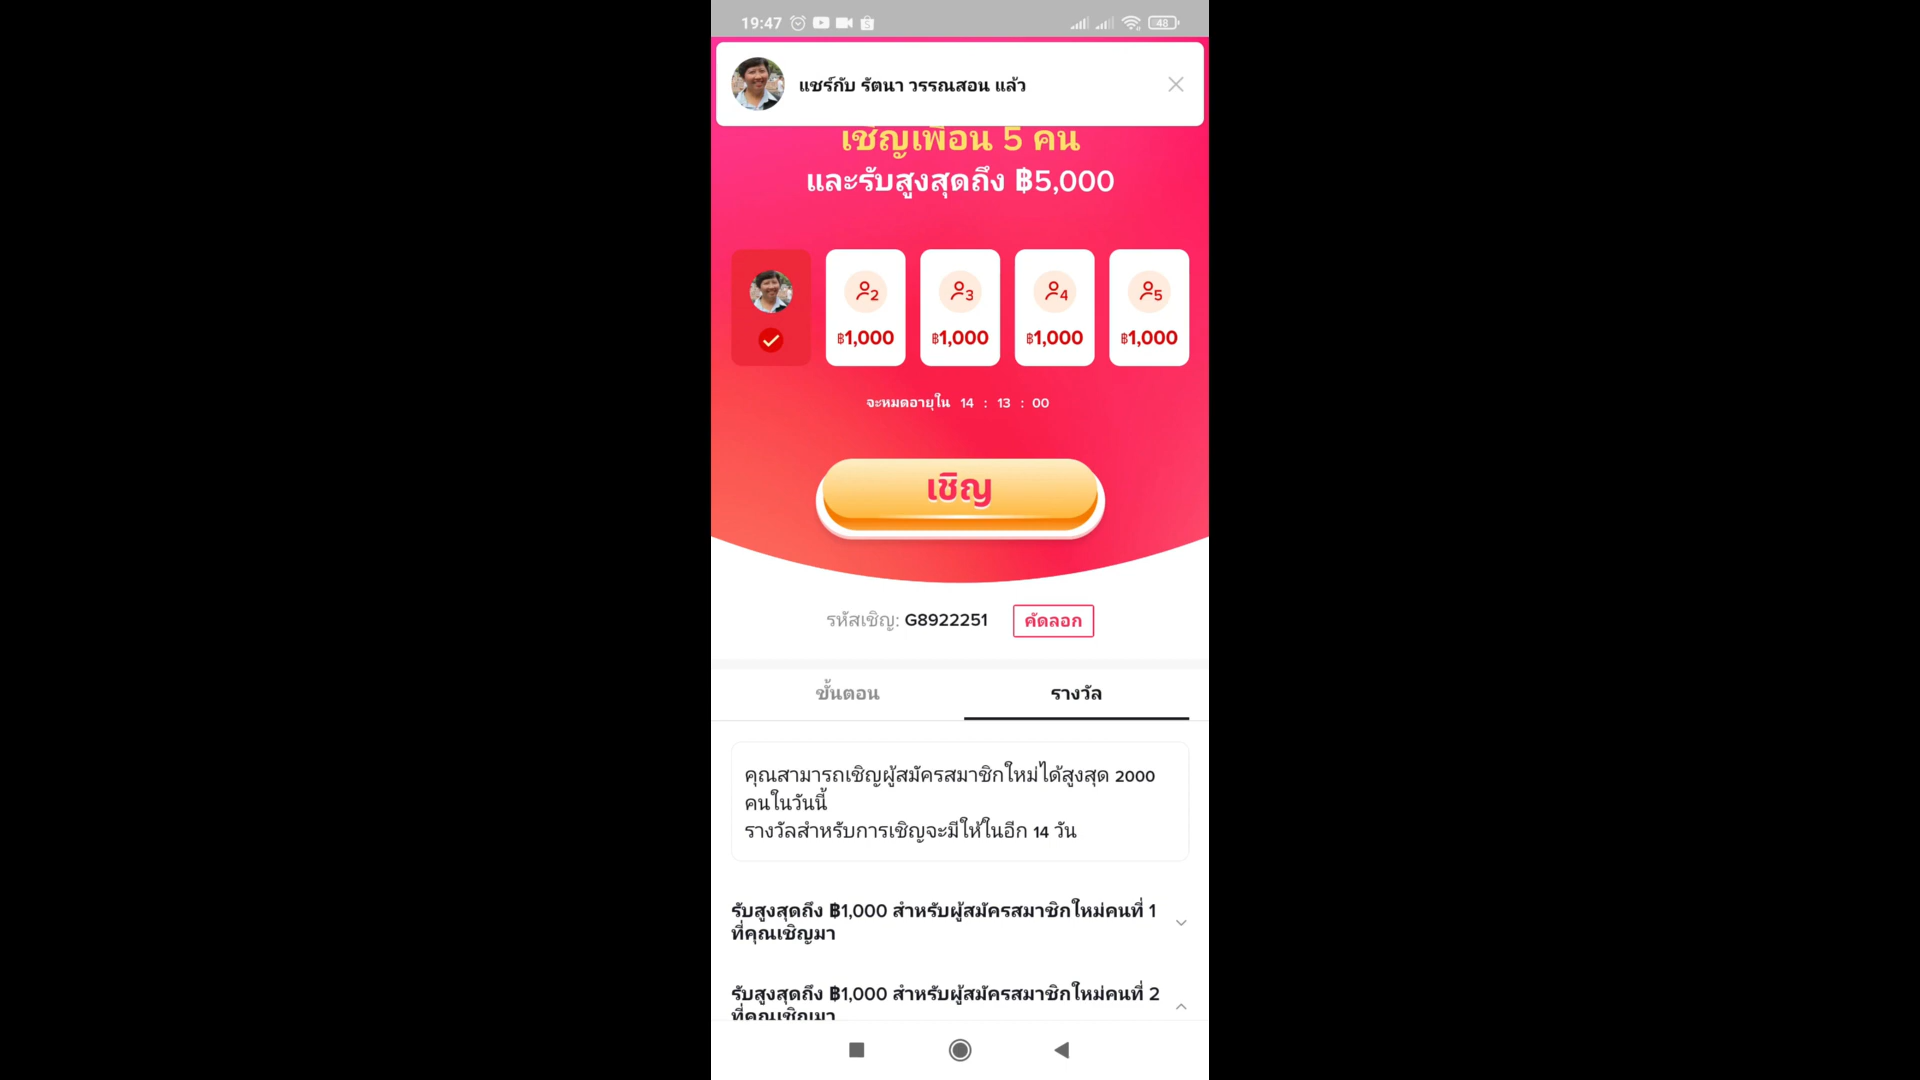 19:47
48
แชร์กับ รัตนา วรรณสอน แล้ว
เชิญเพื่อน 5 คน
และรับสูงสุดถึง ฿5,000
2
3
4
5
฿1,000
฿1,000
฿1,000
฿1,000
จะหมดอายุใน 14 : 13 : 00
เชิญ
รหัสเชิญ: G8922251
คัดลอก
ขั้นตอน
รางวัล
คุณสามารถเชิญผู้สมัครสมาชิกใหม่ได้สูงสุด 2000
คนในวันนี้
รางวัลสำหรับการเชิญจะมีให้ในอีก 14 วัน
รับสูงสุดถึง ฿1,000 สำหรับผู้สมัครสมาชิกใหม่คนที่ 1
ที่คุณเชิญมา
รับสูงสุดถึง ฿1,000 สำหรับผู้สมัครสมาชิกใหม่คนที่ 2
ที่คุณเชิญมา